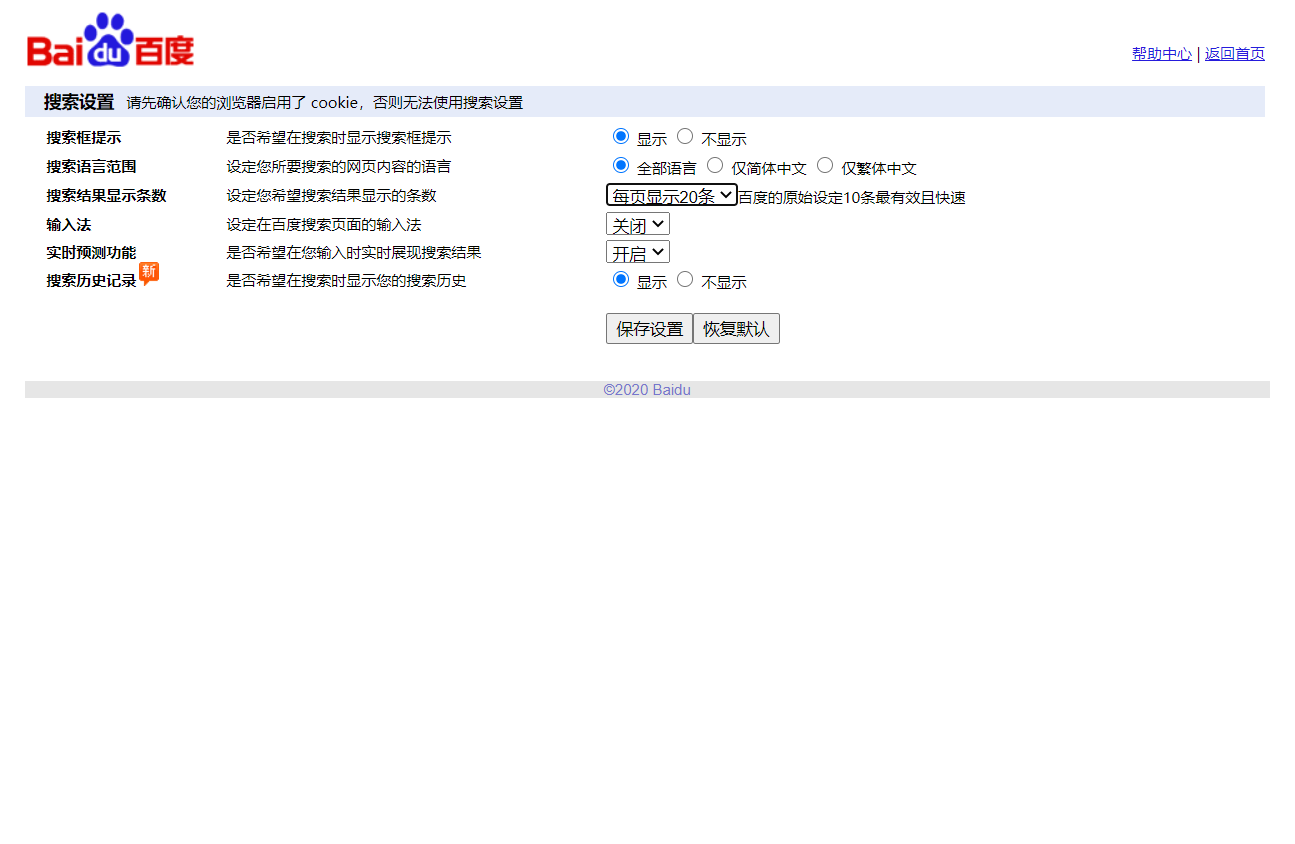 Baidu百度
帮助中心 | 返回首页
搜索设置 请先确认您的浏览器启用了 cookie，否则无法使用搜索设置
搜索框提示 是否希望在搜索时显示搜索框提示 显示 不显示
搜索语言范围 设定您所要搜索的网页内容的语言 全部语言 仅简体中文 仅繁体中文
搜索结果显示条数 设定您希望搜索结果显示的条数 每页显示20条 百度的原始设定10条最有效且快速
输入法 设定在百度搜索页面的输入法 关闭
实时预测功能 是否希望在您输入时实时展现搜索结果 开启
搜索历史记录 新 是否希望在搜索时显示您的搜索历史 显示 不显示
保存设置 恢复默认
©2020 Baidu